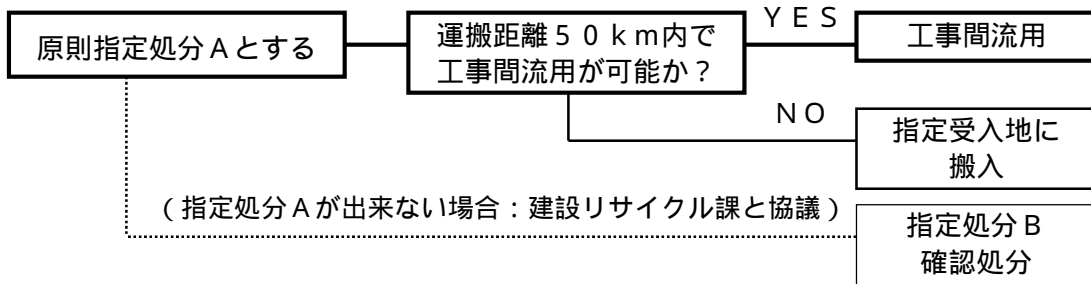 原則指定処分Aとする
運搬距離50km内で
工事間流用が可能か？
YES
工事間流用
NO
指定受入地に
搬入
（指定処分Aが出来ない場合：建設リサイクル課と協議）
指定処分B
確認処分